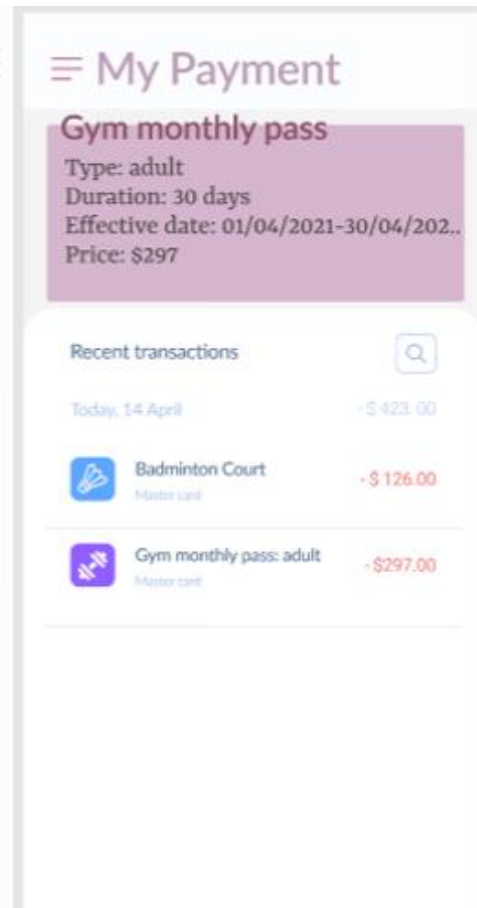 My Payment
Gym monthly pass
Type: adult
Duration: 30 days
Effective date: 01/04/2021-30/04/202..
Price: $297
Recent transactions
Today, 14 April - $ 423. 00
Badminton Court - $ 126.00
Master card
Gym monthly pass: adult - $297.00
Master card